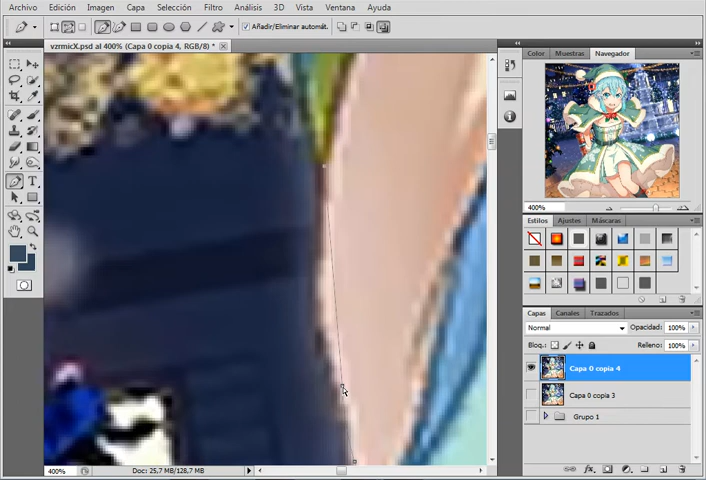 Archivo Edición Imagen Capa Selección Filtro Análisis 3D Vista Ventana Ayuda
Añadir/Eliminar automát.
vzrmicX.psd al 400% (Capa 0 copia 4, RGB/8) *
Color Muestras Navegador
400%
Estilos Ajustes Máscaras
Capas Canales Trazados
Normal Opacidad: 100%
Bloq.: Relleno: 100%
Capa 0 copia 4
Capa 0 copia 3
Grupo 1
400% Doc: 25,7 MB/128,7 MB